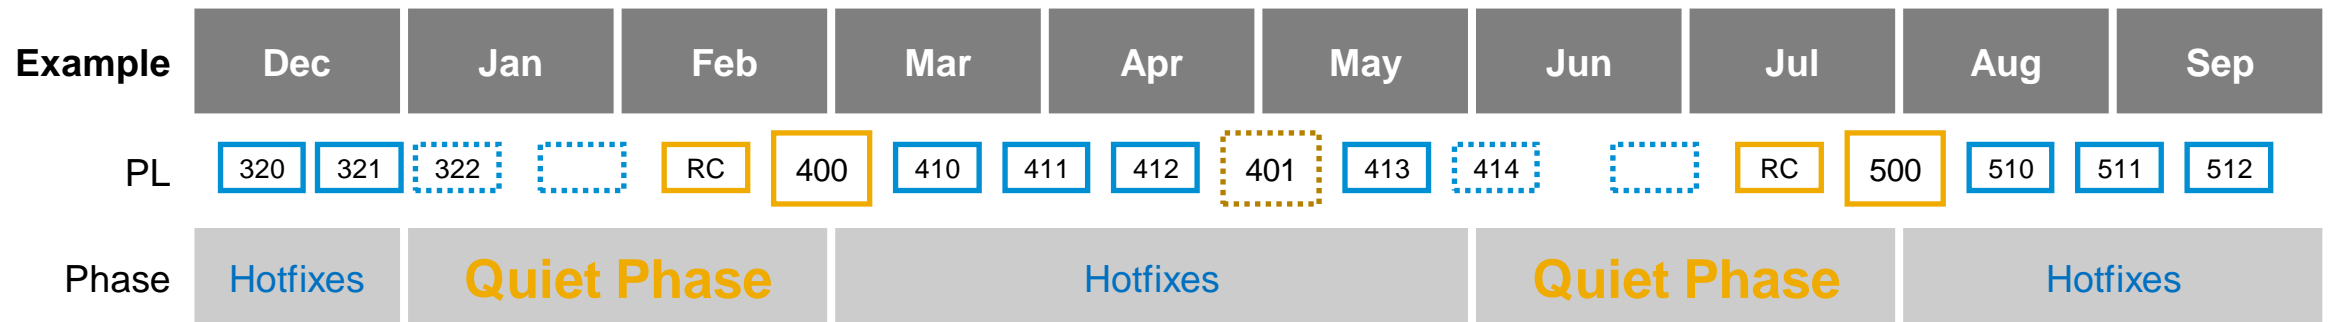 Example Dec Jan Feb Mar Apr May Jun Jul Aug Sep
PL 320 321 322 RC 400 410 411 412 401 413 414 RC 500 510 511 512
Phase Hotfixes Quiet Phase Hotfixes Quiet Phase Hotfixes